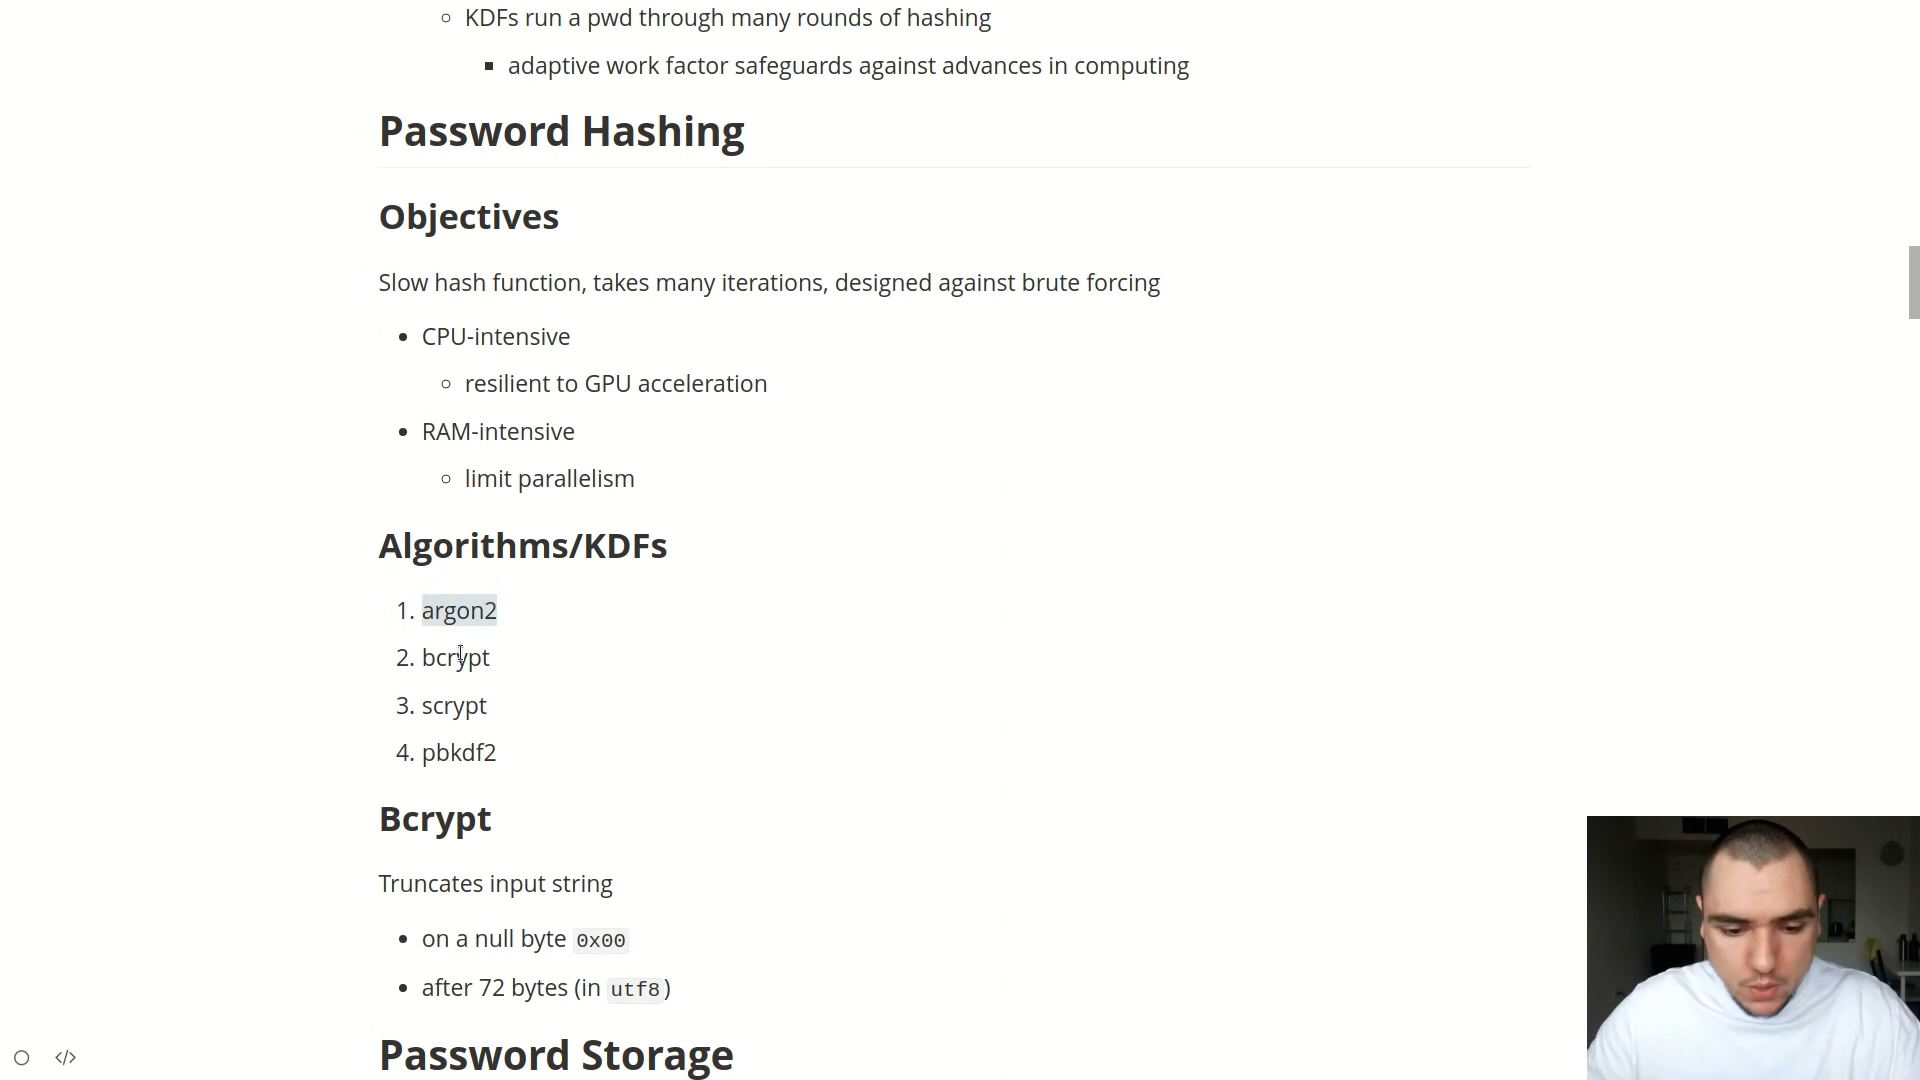 KDFs run a pwd through many rounds of hashing
adaptive work factor safeguards against advances in computing
Password Hashing
Objectives
Slow hash function, takes many iterations, designed against brute forcing
CPU-intensive
resilient to GPU acceleration
RAM-intensive
limit parallelism
Algorithms/KDFs
1. argon2
2. bcrypt
3. scrypt
4. pbkdf2
Bcrypt
Truncates input string
on a null byte 0x00
after 72 bytes (in utf8)
Password Storage